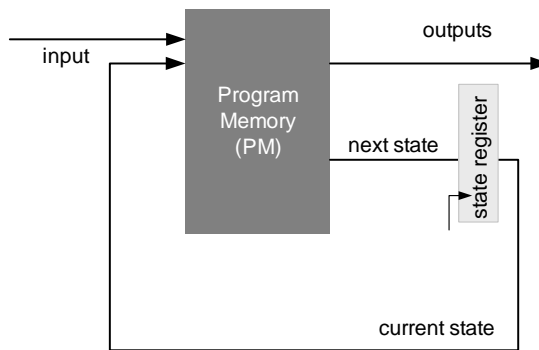 outputs
input
Program
Memory
(PM)
next state
state register
current state